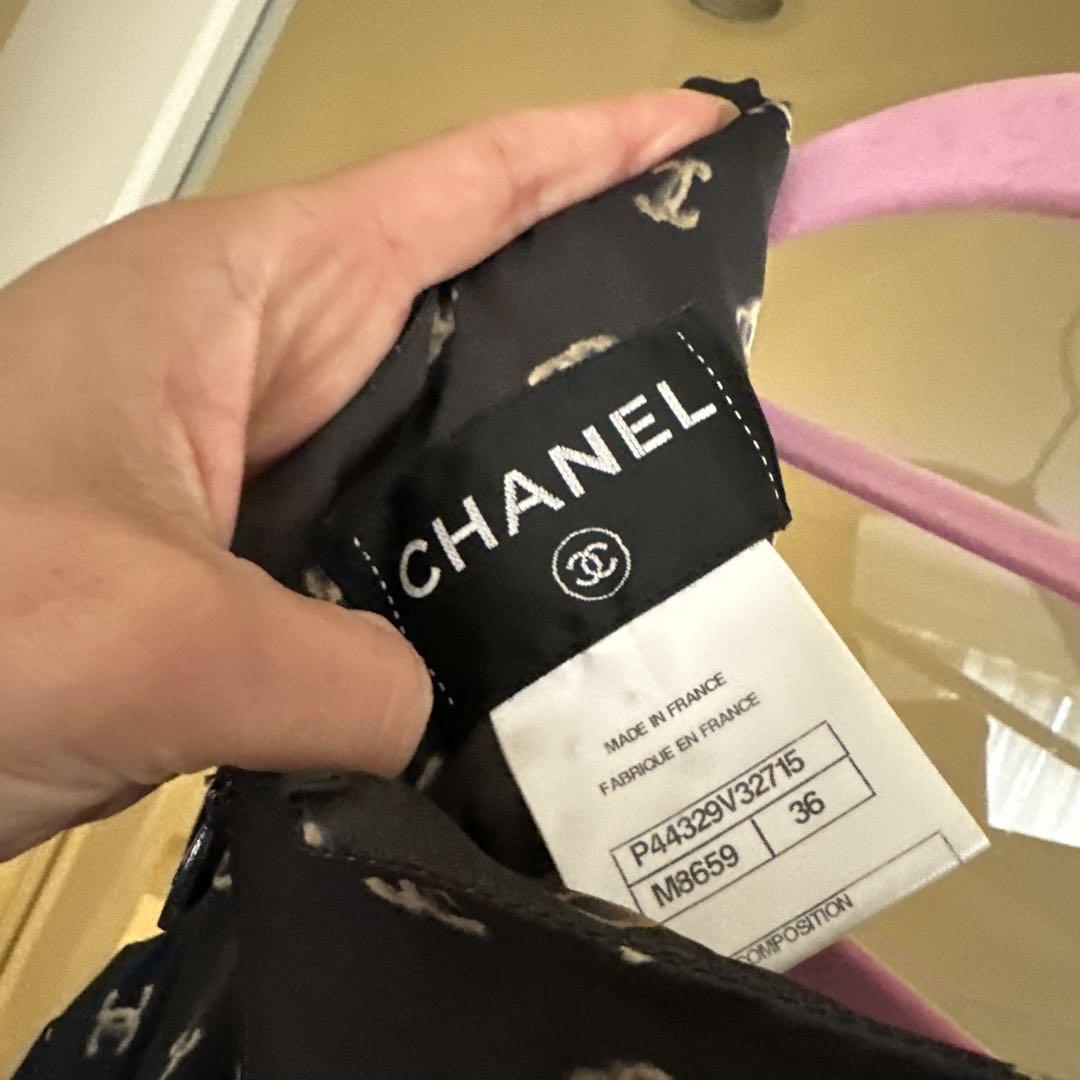 CHANEL
MADE IN FRANCE
FABRIQUE EN FRANCE
P44329V32715
M8659 36
COMPOSITION